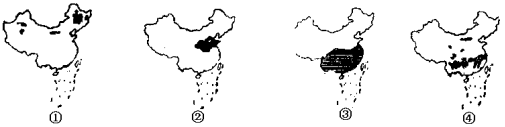 ① ② ③ ④